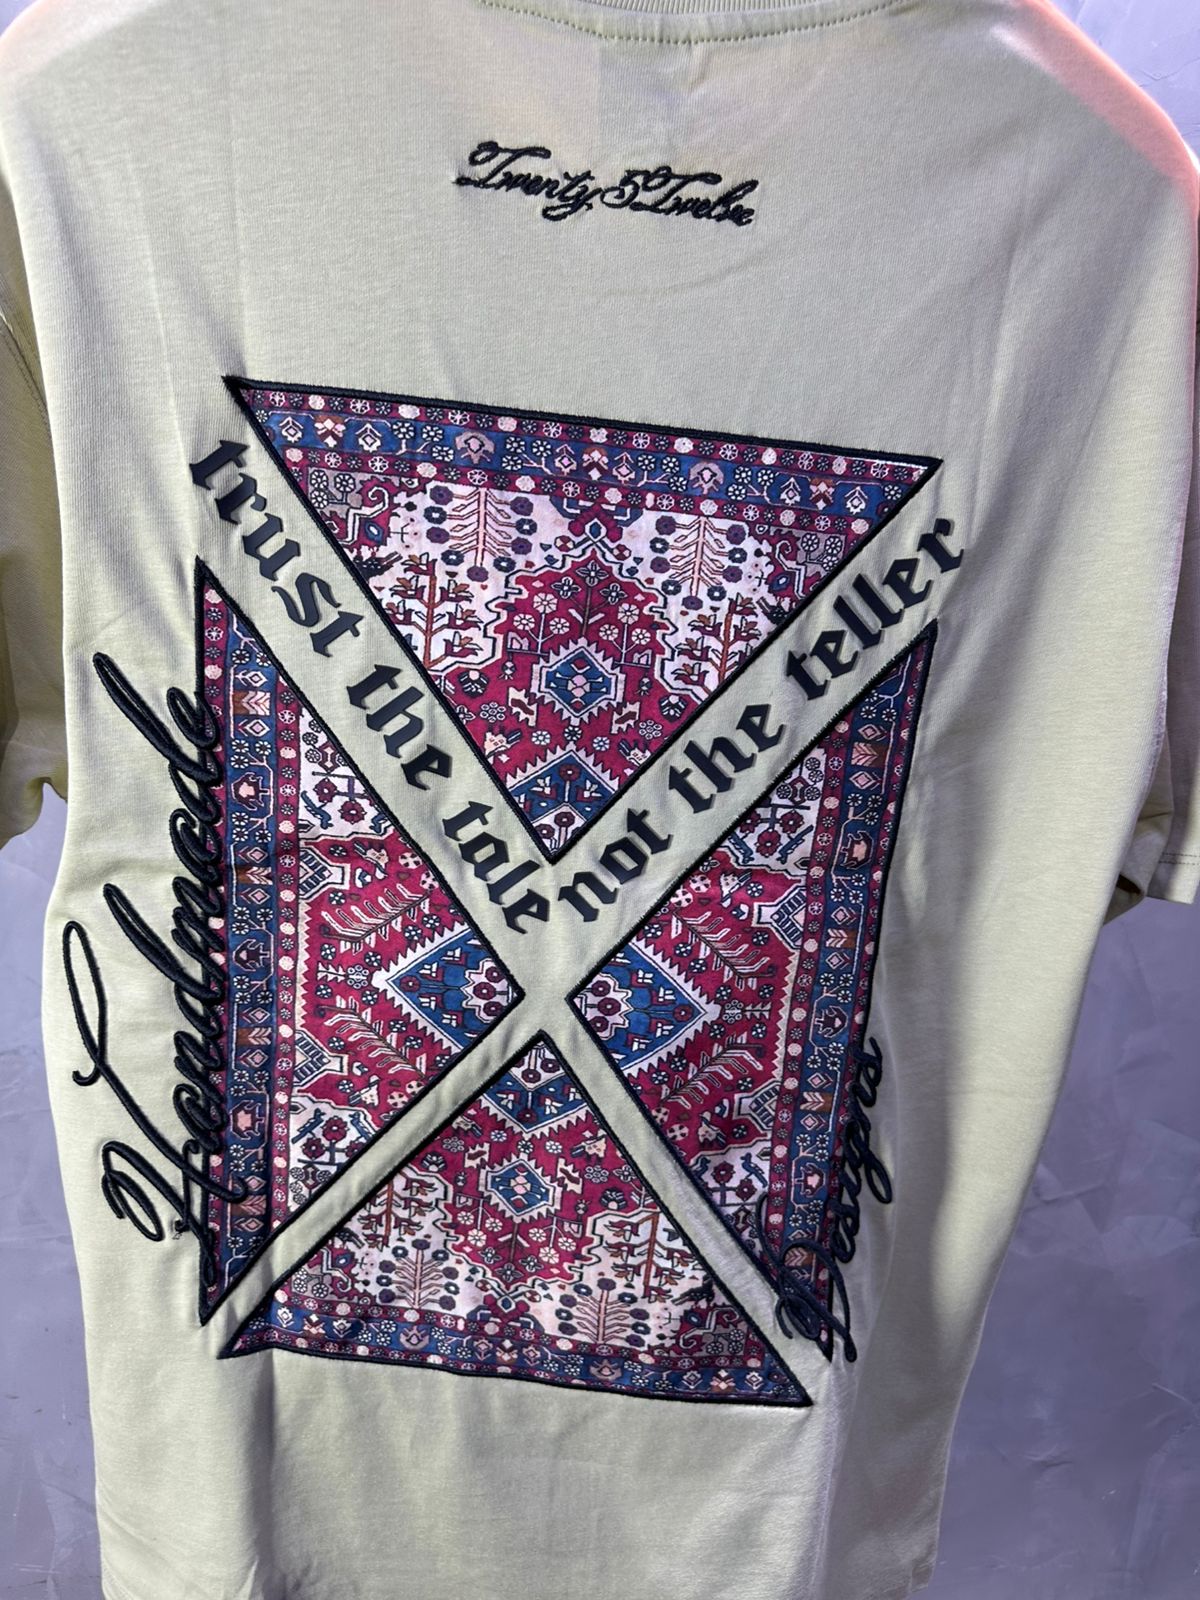 Twenty5Twelve
trust the tale
not the teller
Handmade
Designs